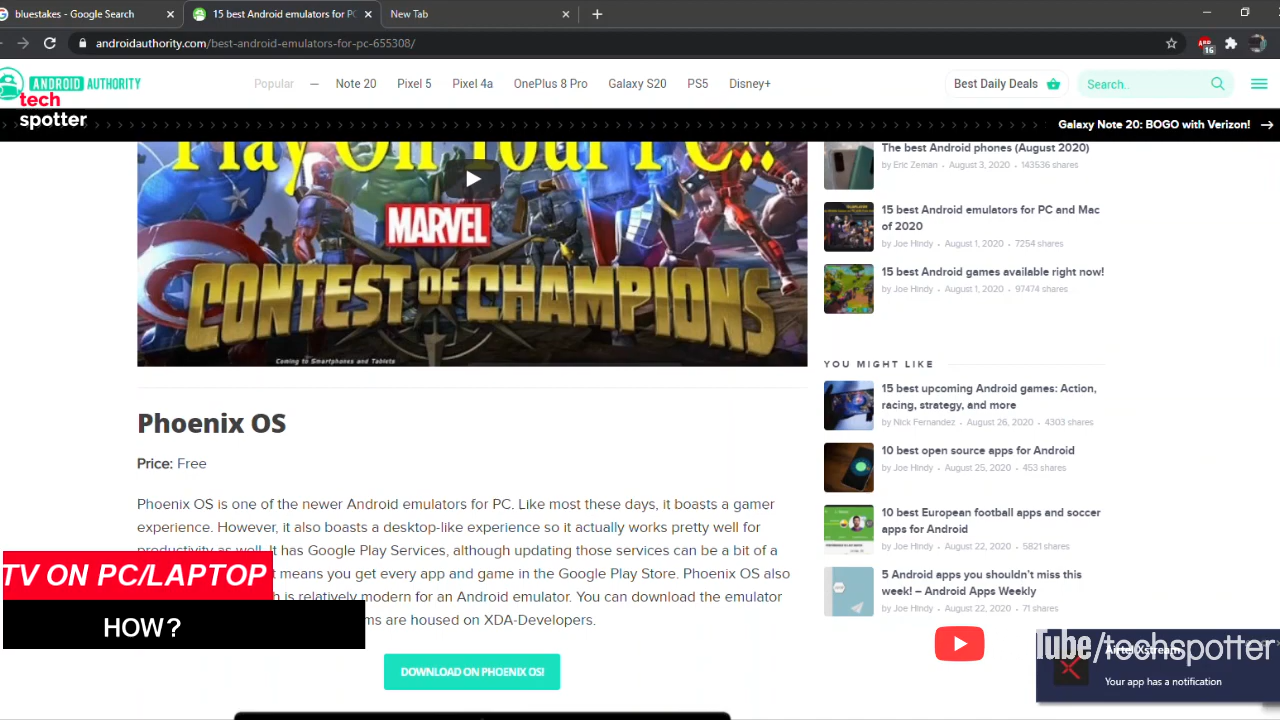 bluestakes - Google Search
15 best Android emulators for PC
New Tab
androidauthority.com/best-android-emulators-for-pc-655308/
16
ANDROID AUTHORITY
Popular — Note 20 Pixel 5 Pixel 4a OnePlus 8 Pro Galaxy S20 PS5 Disney+
Best Daily Deals
Search..
tech
spotter
Galaxy Note 20: BOGO with Verizon! →
Play On Your PC!!
MARVEL
CONTEST OF CHAMPIONS
Coming to Smartphones and Tablets
The best Android phones (August 2020)
by Eric Zeman • August 3, 2020 • 143536 shares
15 best Android emulators for PC and Mac
of 2020
by Joe Hindy • August 1, 2020 • 7254 shares
15 best Android games available right now!
by Joe Hindy • August 1, 2020 • 97474 shares
YOU MIGHT LIKE
15 best upcoming Android games: Action,
racing, strategy, and more
by Nick Fernandez • August 26, 2020 • 4303 shares
10 best open source apps for Android
by Joe Hindy • August 25, 2020 • 453 shares
10 best European football apps and soccer
apps for Android
by Joe Hindy • August 22, 2020 • 5821 shares
5 Android apps you shouldn't miss this
week! – Android Apps Weekly
by Joe Hindy • August 22, 2020 • 71 shares
Phoenix OS
Price: Free
Phoenix OS is one of the newer Android emulators for PC. Like most these days, it boasts a gamer
experience. However, it also boasts a desktop-like experience so it actually works pretty well for
productivity as well. It has Google Play Services, although updating those services can be a bit of a
t means you get every app and game in the Google Play Store. Phoenix OS also
is relatively modern for an Android emulator. You can download the emulator
ms are housed on XDA-Developers.
DOWNLOAD ON PHOENIX OS!
TV ON PC/LAPTOP
HOW?
Tube/techspotter
Airtel Xstream
Your app has a notification